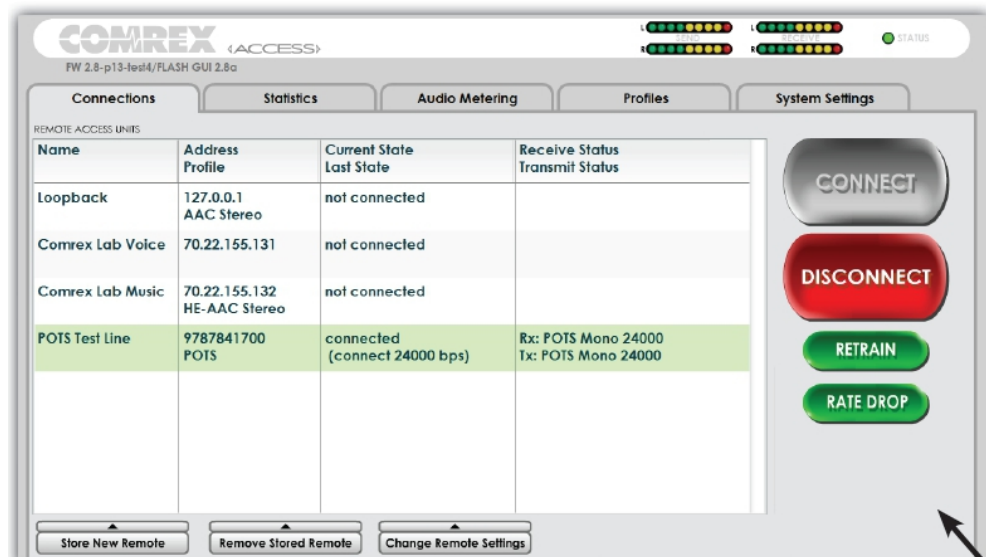 COMREX ‹ACCESS›
FW 2.8-p13-test4/FLASH GUI 2.8a
L SEND L RECEIVE STATUS
R R
Connections Statistics Audio Metering Profiles System Settings
REMOTE ACCESS UNITS
Name Address Current State Receive Status
Profile Last State Transmit Status
Loopback 127.0.0.1 not connected
AAC Stereo
Comrex Lab Voice 70.22.155.131 not connected
Comrex Lab Music 70.22.155.132 not connected
HE-AAC Stereo
POTS Test Line 9787841700 connected Rx: POTS Mono 24000
POTS (connect 24000 bps) Tx: POTS Mono 24000
CONNECT
DISCONNECT
RETRAIN
RATE DROP
Store New Remote Remove Stored Remote Change Remote Settings